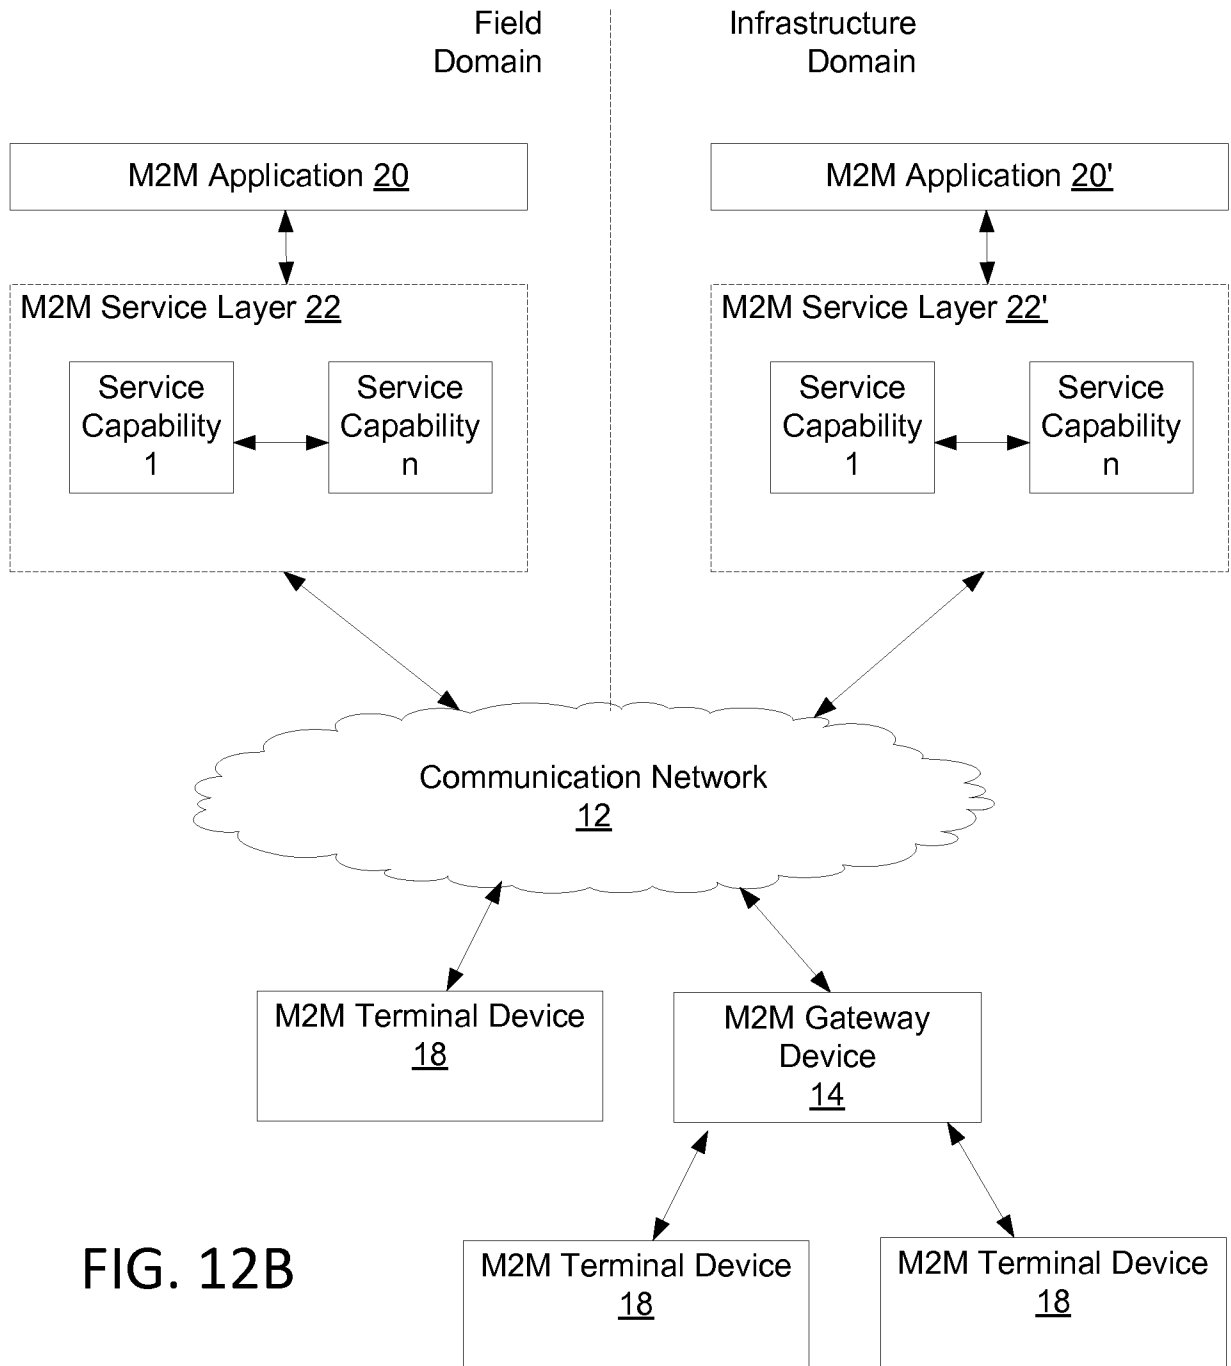 Field
Domain
Infrastructure
Domain
M2M Application 20
M2M Application 20'
M2M Service Layer 22
Service
Capability
1
Service
Capability
n
M2M Service Layer 22'
Service
Capability
1
Service
Capability
n
Communication Network
12
M2M Terminal Device
18
M2M Gateway
Device
14
M2M Terminal Device
18
M2M Terminal Device
18
FIG. 12B